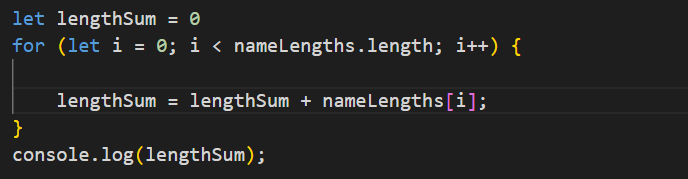 let lengthSum = 0
for (let i = 0; i < nameLengths.length; i++) {
lengthSum = lengthSum + nameLengths[i];
}
console.log(lengthSum);